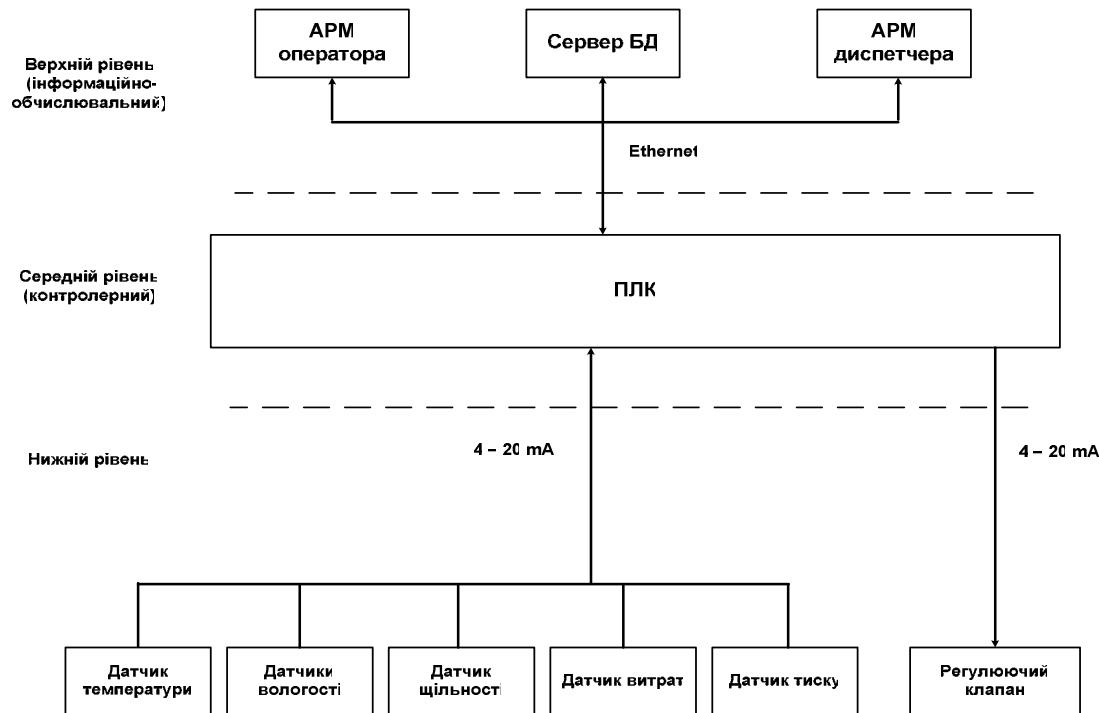 АРМ
оператора
Сервер БД
АРМ
диспетчера
Верхній рівень
(інформаційно-
обчислювальний)
Ethernet
Середній рівень
(контролерний)
ПЛК
Нижній рівень
4 – 20 mA
4 – 20 mA
Датчик
температури
Датчики
вологості
Датчик
щільності
Датчик витрат
Датчик тиску
Регулюючий
клапан